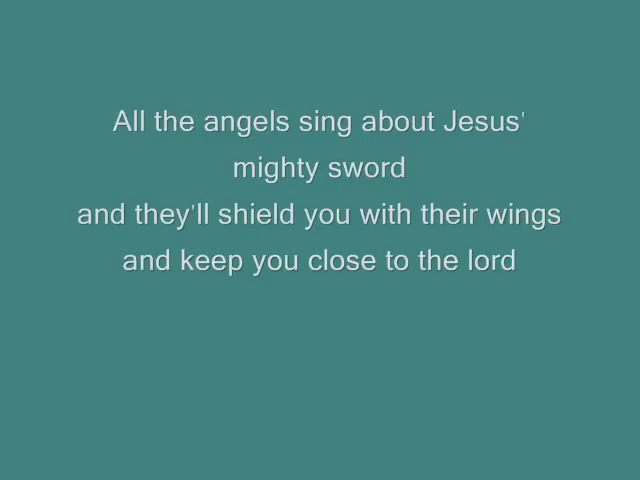 All the angels sing about Jesus'
mighty sword
and they'll shield you with their wings
and keep you close to the lord